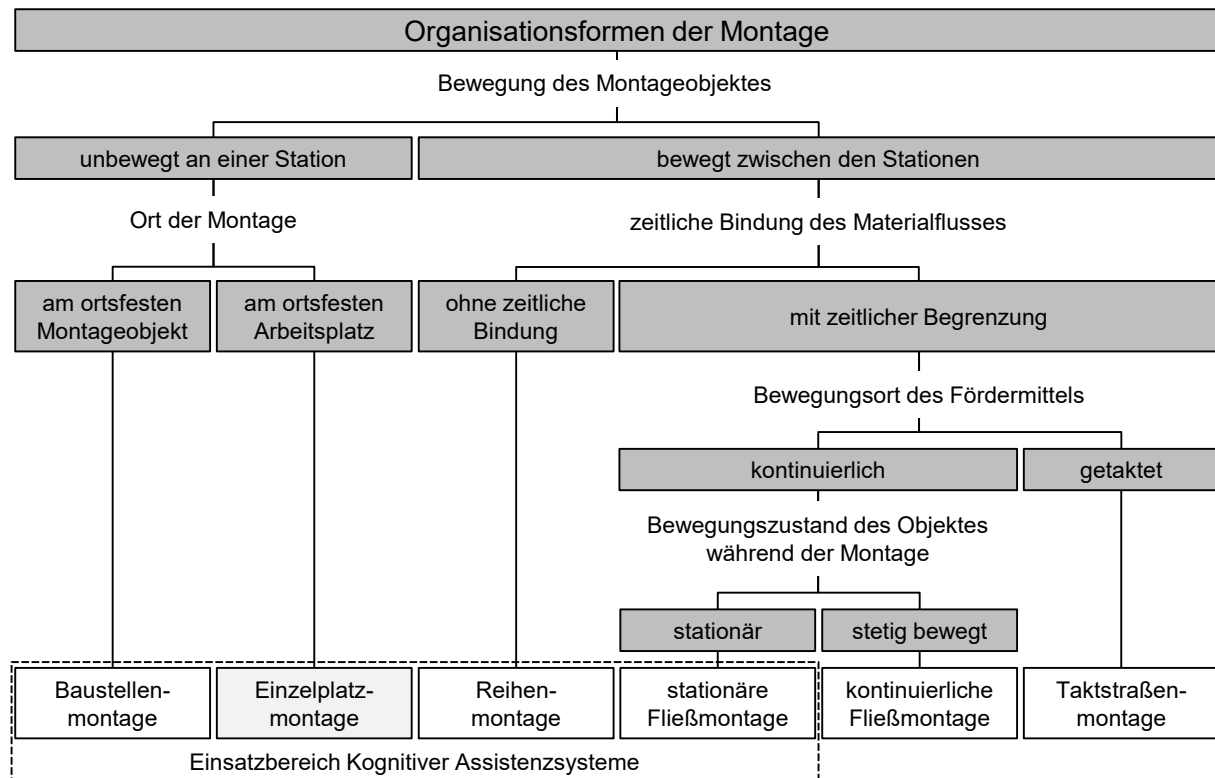 Organisationsformen der Montage
Bewegung des Montageobjektes
unbewegt an einer Station
bewegt zwischen den Stationen
Ort der Montage
zeitliche Bindung des Materialflusses
am ortsfesten
Montageobjekt
am ortsfesten
Arbeitsplatz
ohne zeitliche
Bindung
mit zeitlicher Begrenzung
Bewegungsort des Fördermittels
kontinuierlich
getaktet
Bewegungszustand des Objektes
während der Montage
stationär
stetig bewegt
Baustellen-
montage
Einzelplatz-
montage
Reihen-
montage
stationäre
Fließmontage
kontinuierliche
Fließmontage
Taktstraßen-
montage
Einsatzbereich Kognitiver Assistenzsysteme